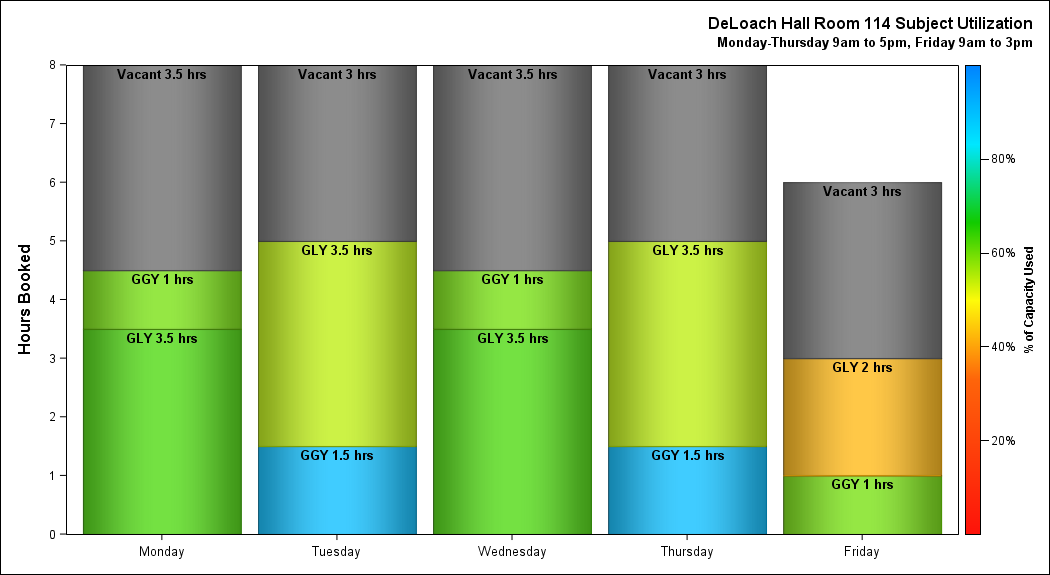 DeLoach Hall Room 114 Subject Utilization
Monday-Thursday 9am to 5pm, Friday 9am to 3pm
Hours Booked
8
7
6
5
4
3
2
1
0
Vacant 3.5 hrs
GGY 1 hrs
GLY 3.5 hrs
Vacant 3 hrs
GLY 3.5 hrs
GGY 1.5 hrs
Vacant 3.5 hrs
GGY 1 hrs
GLY 3.5 hrs
Vacant 3 hrs
GLY 3.5 hrs
GGY 1.5 hrs
Vacant 3 hrs
GLY 2 hrs
GGY 1 hrs
Monday
Tuesday
Wednesday
Thursday
Friday
80%
60%
40%
20%
% of Capacity Used